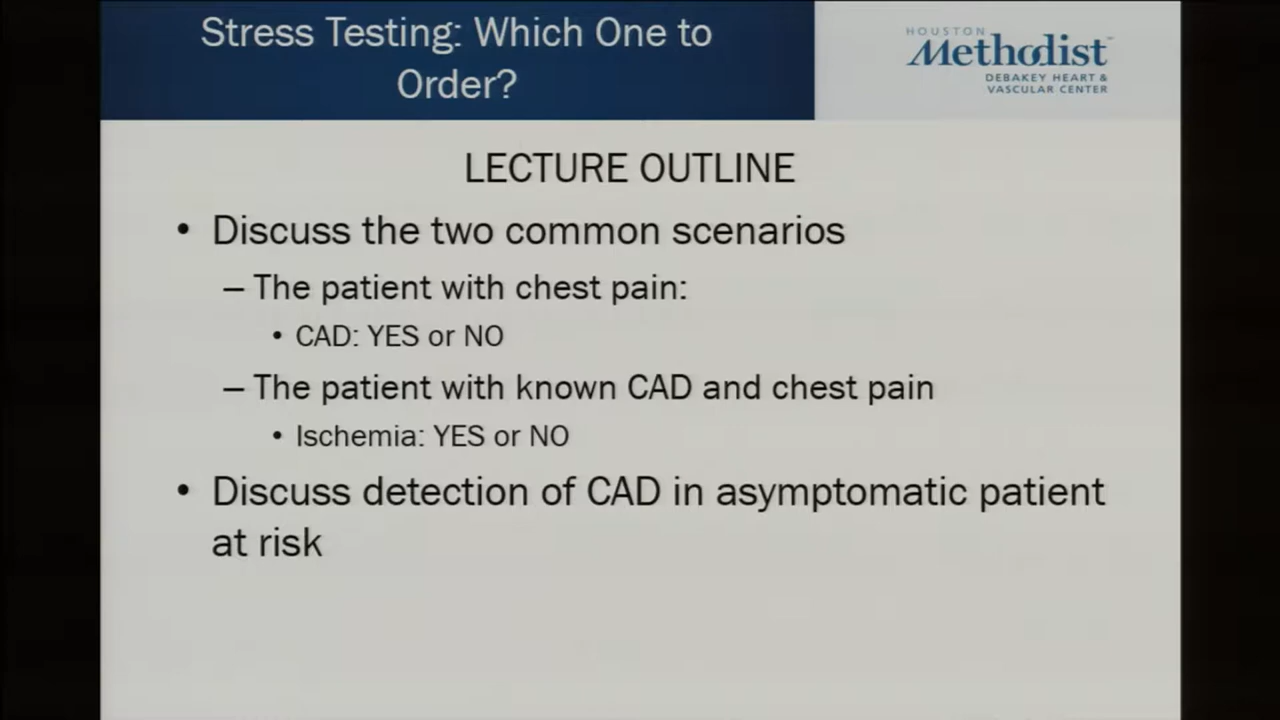 Stress Testing: Which One to
Order?
HOUSTON
Methodist
DEBAKEY HEART &
VASCULAR CENTER
LECTURE OUTLINE
• Discuss the two common scenarios
– The patient with chest pain:
• CAD: YES or NO
– The patient with known CAD and chest pain
• Ischemia: YES or NO
• Discuss detection of CAD in asymptomatic patient
at risk